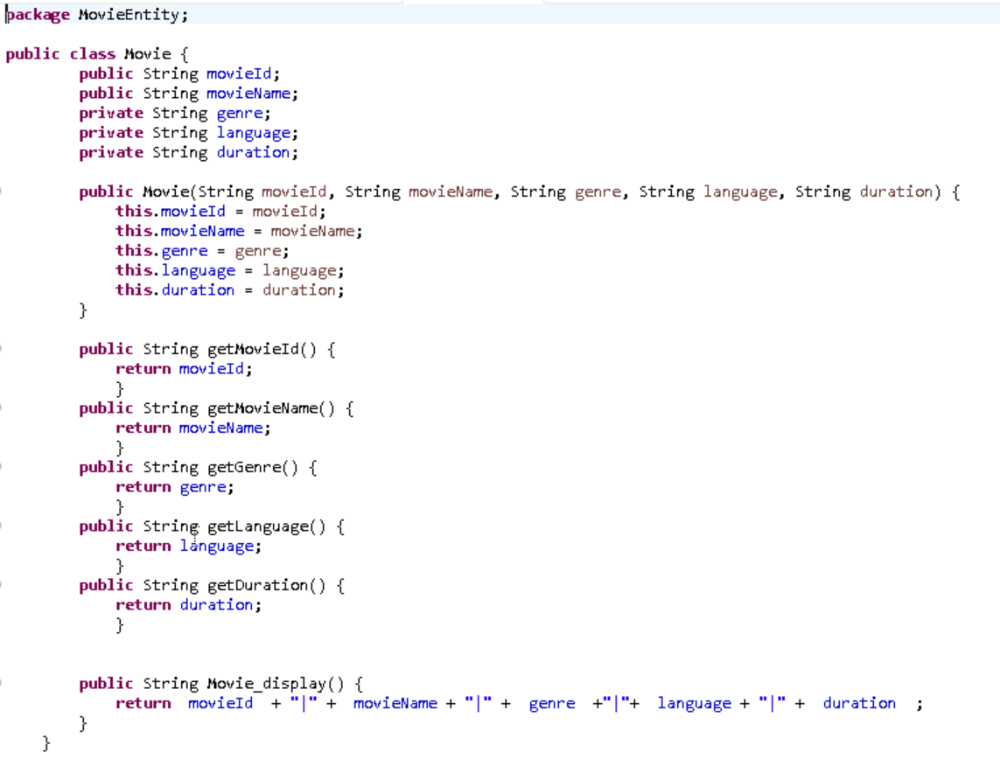 package MovieEntity;
public class Movie {
public String movieId;
public String movieName;
private String genre;
private String language;
private String duration;
public Movie(String movieId, String movieName, String genre, String language, String duration) {
this.movieId = movieId;
this.movieName = movieName;
this.genre = genre;
this.language = language;
this.duration = duration;
}
public String getMovieId() {
return movieId;
}
public String getMovieName() {
return movieName;
}
public String getGenre() {
return genre;
}
public String getLanguage() {
return language;
}
public String getDuration() {
return duration;
}
public String Movie_display() {
return  movieId  + "|" +  movieName + "|" +  genre  +"|"+  language + "|" +  duration  ;
}
}